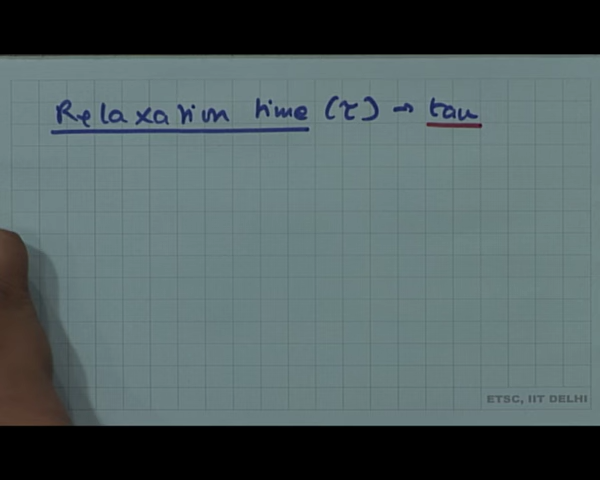 Relaxation time (τ) → tau
ETSC, IIT DELHI